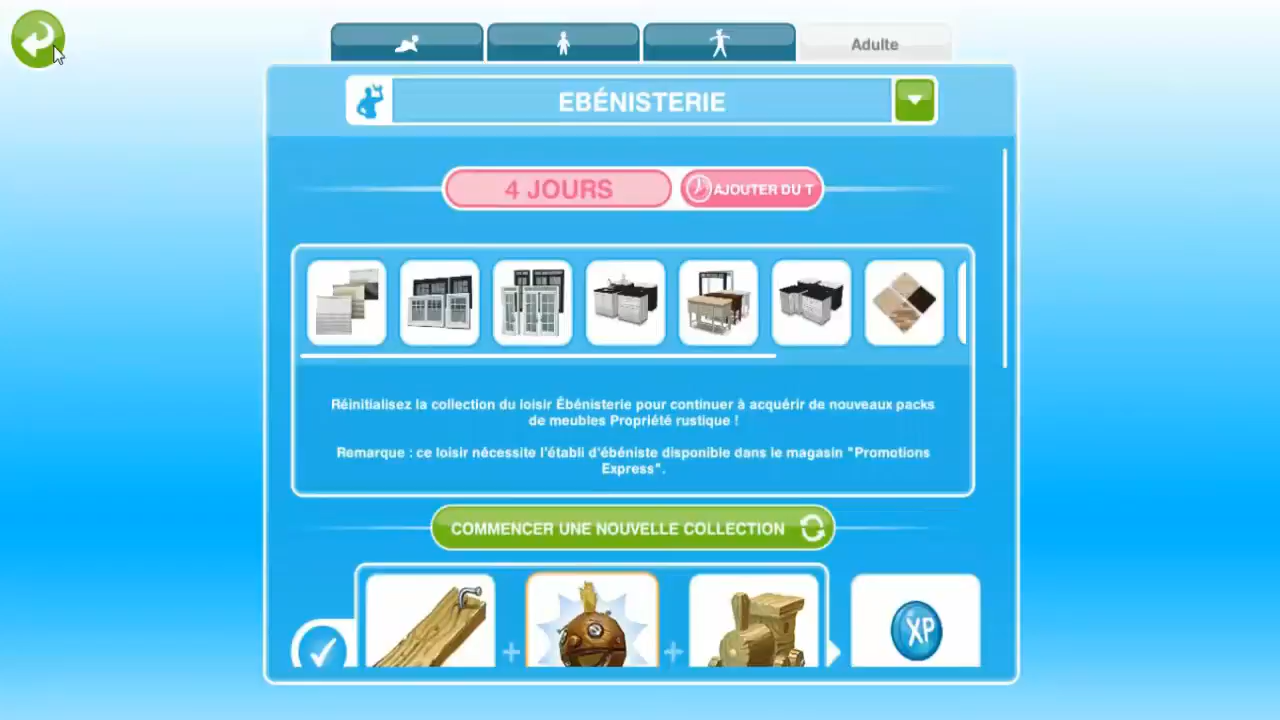 Adulte
EBÉNISTERIE
4 JOURS
AJOUTER DU T
Réinitialisez la collection du loisir Ébénisterie pour continuer à acquérir de nouveaux packs
de meubles Propriété rustique !
Remarque : ce loisir nécessite l'établi d'ébéniste disponible dans le magasin "Promotions
Express".
COMMENCER UNE NOUVELLE COLLECTION
+
+
XP